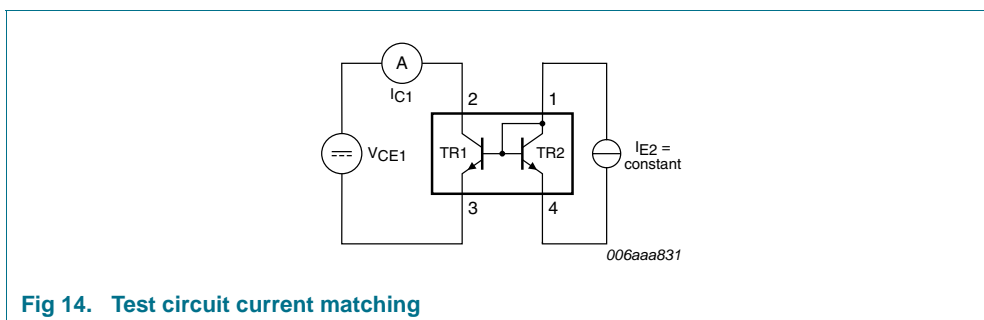 A
IC1
2
1
VCE1
TR1
TR2
IE2 =
constant
3
4
006aaa831
Fig 14. Test circuit current matching